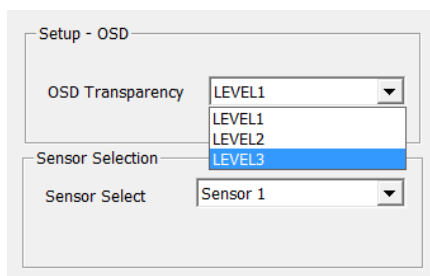 Setup - OSD
OSD Transparency LEVEL1
LEVEL1
LEVEL2
LEVEL3
Sensor Selection
Sensor Select Sensor 1